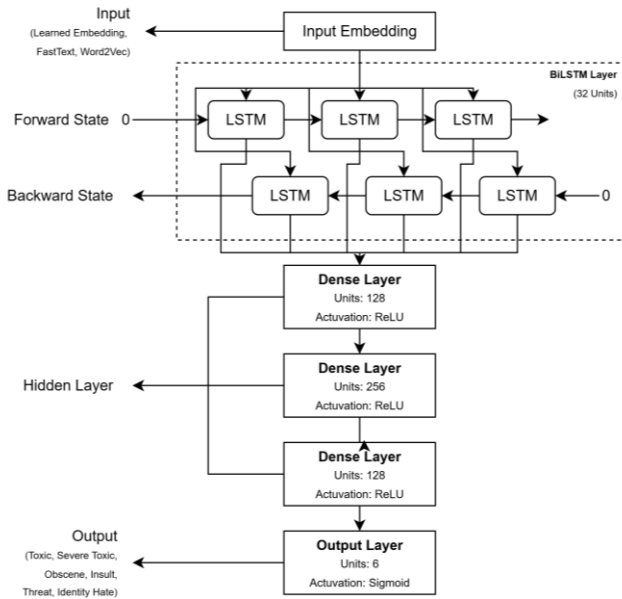 Input
(Learned Embedding,
FastText, Word2Vec)
Input Embedding
BiLSTM Layer
(32 Units)
Forward State
0
LSTM
LSTM
LSTM
Backward State
LSTM
LSTM
LSTM
0
Dense Layer
Units: 128
Actuvation: ReLU
Hidden Layer
Dense Layer
Units: 256
Actuvation: ReLU
Dense Layer
Units: 128
Actuvation: ReLU
Output
(Toxic, Severe Toxic,
Obscene, Insult,
Threat, Identity Hate)
Output Layer
Units: 6
Actuvation: Sigmoid